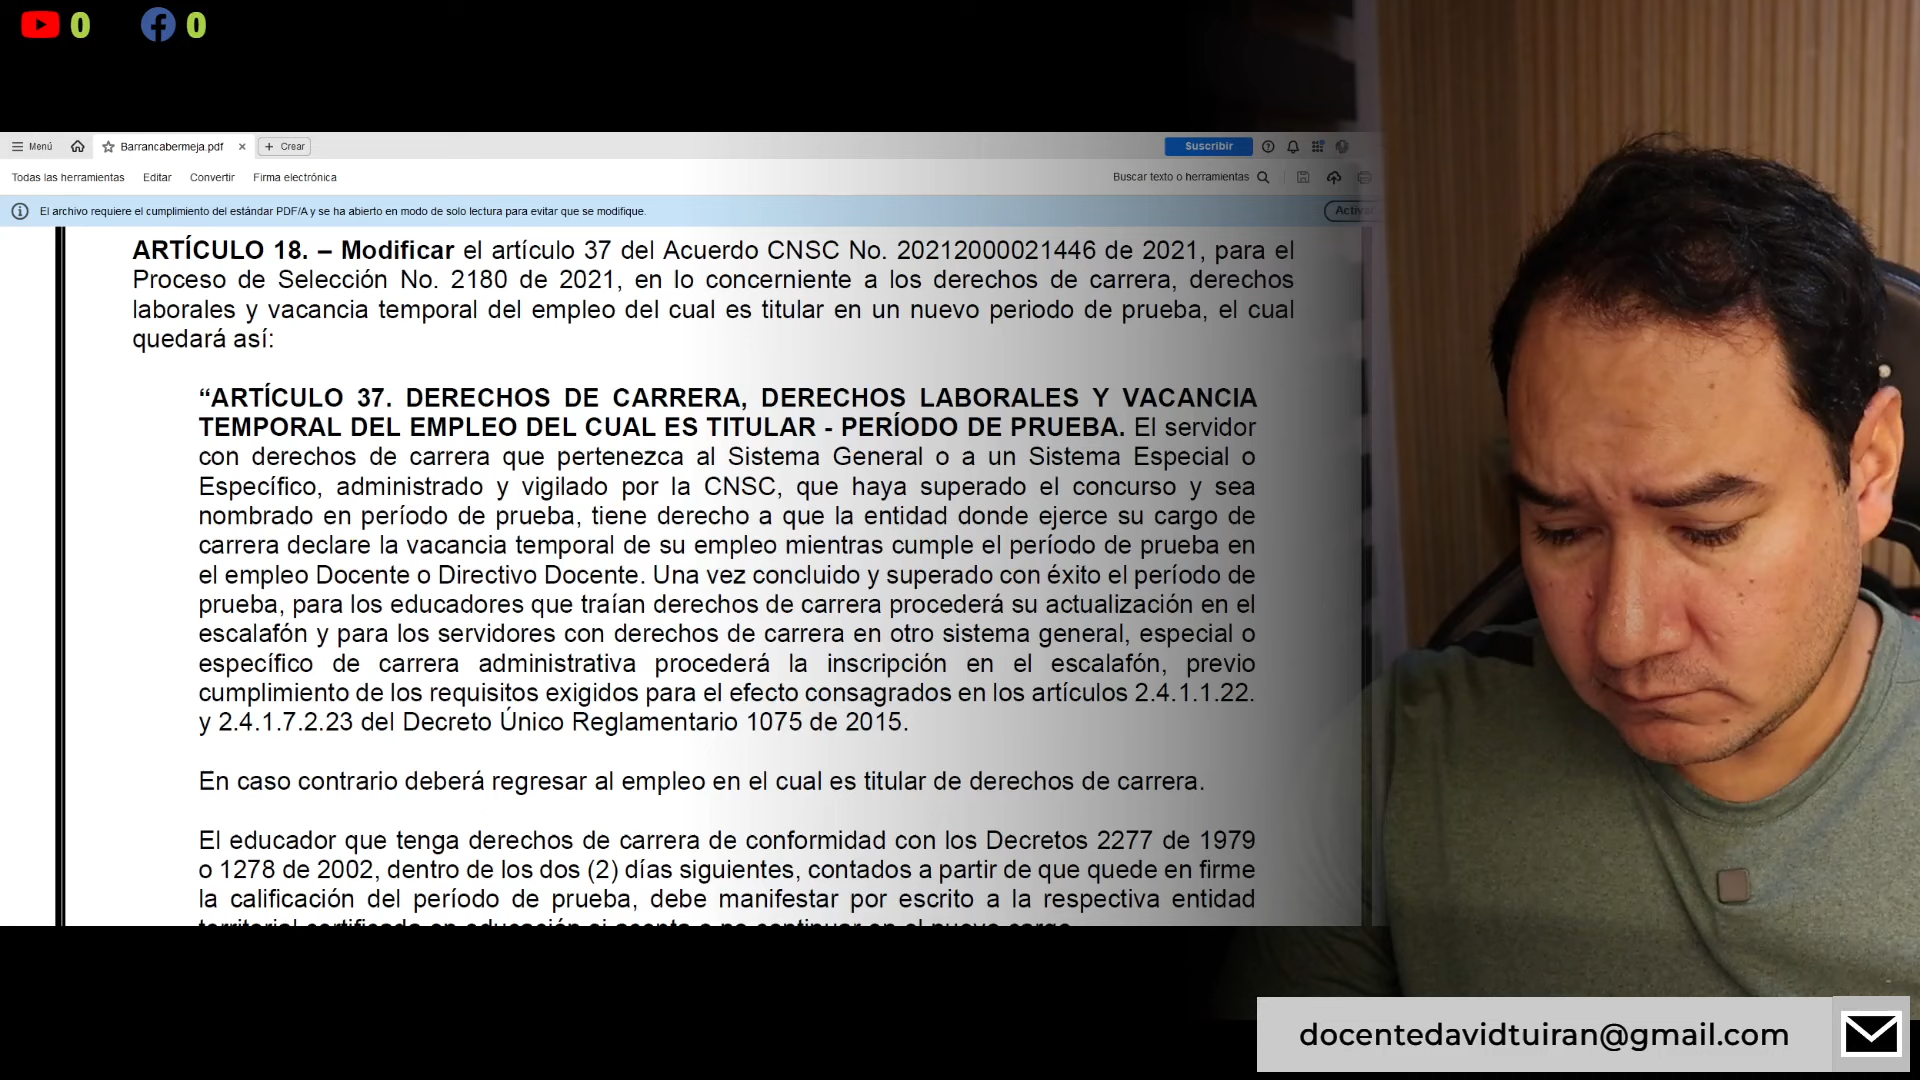 0 0
Menú Barrancabermeja.pdf Crear Suscribir
Todas las herramientas Editar Convertir Firma electrónica Buscar texto o herramientas
El archivo requiere el cumplimiento del estándar PDF/A y se ha abierto en modo de solo lectura para evitar que se modifique.
ARTÍCULO 18. – Modificar el artículo 37 del Acuerdo CNSC No. 20212000021446 de 2021, para el
Proceso de Selección No. 2180 de 2021, en lo concerniente a los derechos de carrera, derechos
laborales y vacancia temporal del empleo del cual es titular en un nuevo periodo de prueba, el cual
quedará así:
“ARTÍCULO 37. DERECHOS DE CARRERA, DERECHOS LABORALES Y VACANCIA
TEMPORAL DEL EMPLEO DEL CUAL ES TITULAR - PERÍODO DE PRUEBA. El servidor
con derechos de carrera que pertenezca al Sistema General o a un Sistema Especial o
Específico, administrado y vigilado por la CNSC, que haya superado el concurso y sea
nombrado en período de prueba, tiene derecho a que la entidad donde ejerce su cargo de
carrera declare la vacancia temporal de su empleo mientras cumple el período de prueba en
el empleo Docente o Directivo Docente. Una vez concluido y superado con éxito el período de
prueba, para los educadores que traían derechos de carrera procederá su actualización en el
escalafón y para los servidores con derechos de carrera en otro sistema general, especial o
específico de carrera administrativa procederá la inscripción en el escalafón, previo
cumplimiento de los requisitos exigidos para el efecto consagrados en los artículos 2.4.1.1.22.
y 2.4.1.7.2.23 del Decreto Único Reglamentario 1075 de 2015.
En caso contrario deberá regresar al empleo en el cual es titular de derechos de carrera.
El educador que tenga derechos de carrera de conformidad con los Decretos 2277 de 1979
o 1278 de 2002, dentro de los dos (2) días siguientes, contados a partir de que quede en firme
la calificación del período de prueba, debe manifestar por escrito a la respectiva entidad
territorial certificada en educación si acepta o no continuar en el nuevo cargo.
docentedavidtuiran@gmail.com